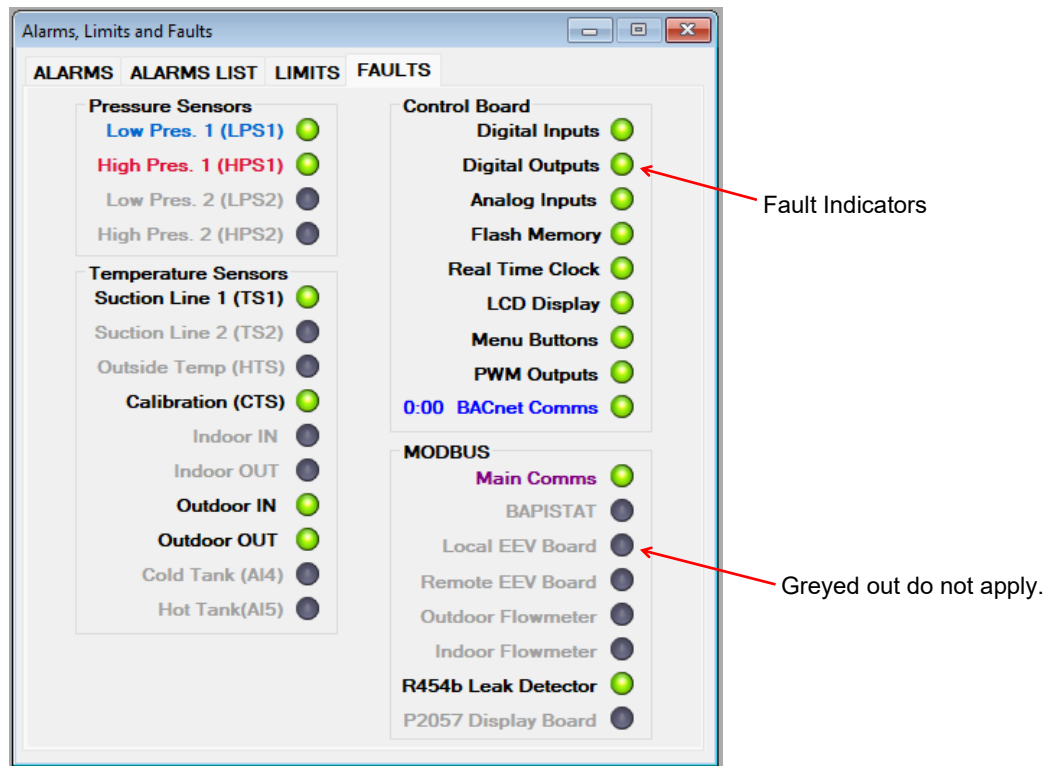 Alarms, Limits and Faults
ALARMS ALARMS LIST LIMITS FAULTS
Pressure Sensors
Low Pres. 1 (LPS1)
High Pres. 1 (HPS1)
Low Pres. 2 (LPS2)
High Pres. 2 (HPS2)
Temperature Sensors
Suction Line 1 (TS1)
Suction Line 2 (TS2)
Outside Temp (HTS)
Calibration (CTS)
Indoor IN
Indoor OUT
Outdoor IN
Outdoor OUT
Cold Tank (AI4)
Hot Tank(AI5)
Control Board
Digital Inputs
Digital Outputs
Analog Inputs
Flash Memory
Real Time Clock
LCD Display
Menu Buttons
PWM Outputs
0:00 BACnet Comms
MODBUS
Main Comms
BAPISTAT
Local EEV Board
Remote EEV Board
Outdoor Flowmeter
Indoor Flowmeter
R454b Leak Detector
P2057 Display Board
Fault Indicators
Greyed out do not apply.